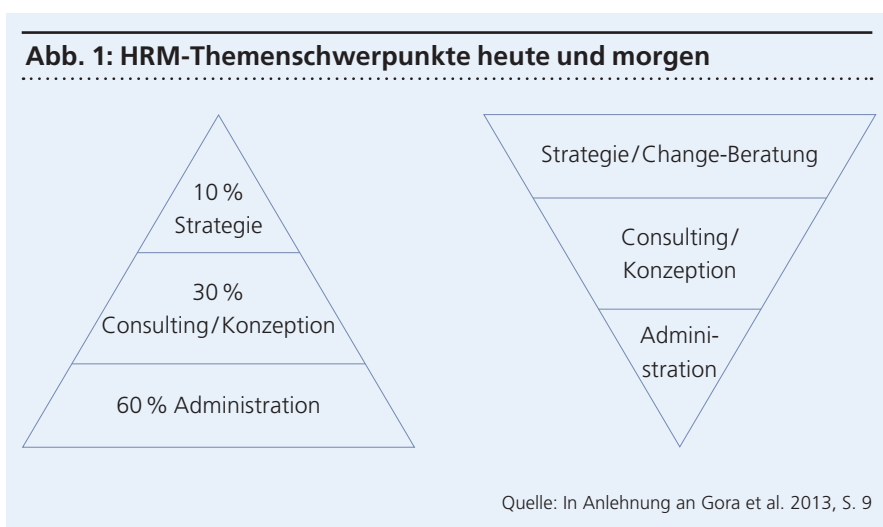 Abb. 1: HRM-Themenschwerpunkte heute und morgen
10 %
Strategie
30 %
Consulting/Konzeption
60 % Administration
Strategie/Change-Beratung
Consulting/
Konzeption
Admini-
stration
Quelle: In Anlehnung an Gora et al. 2013, S. 9